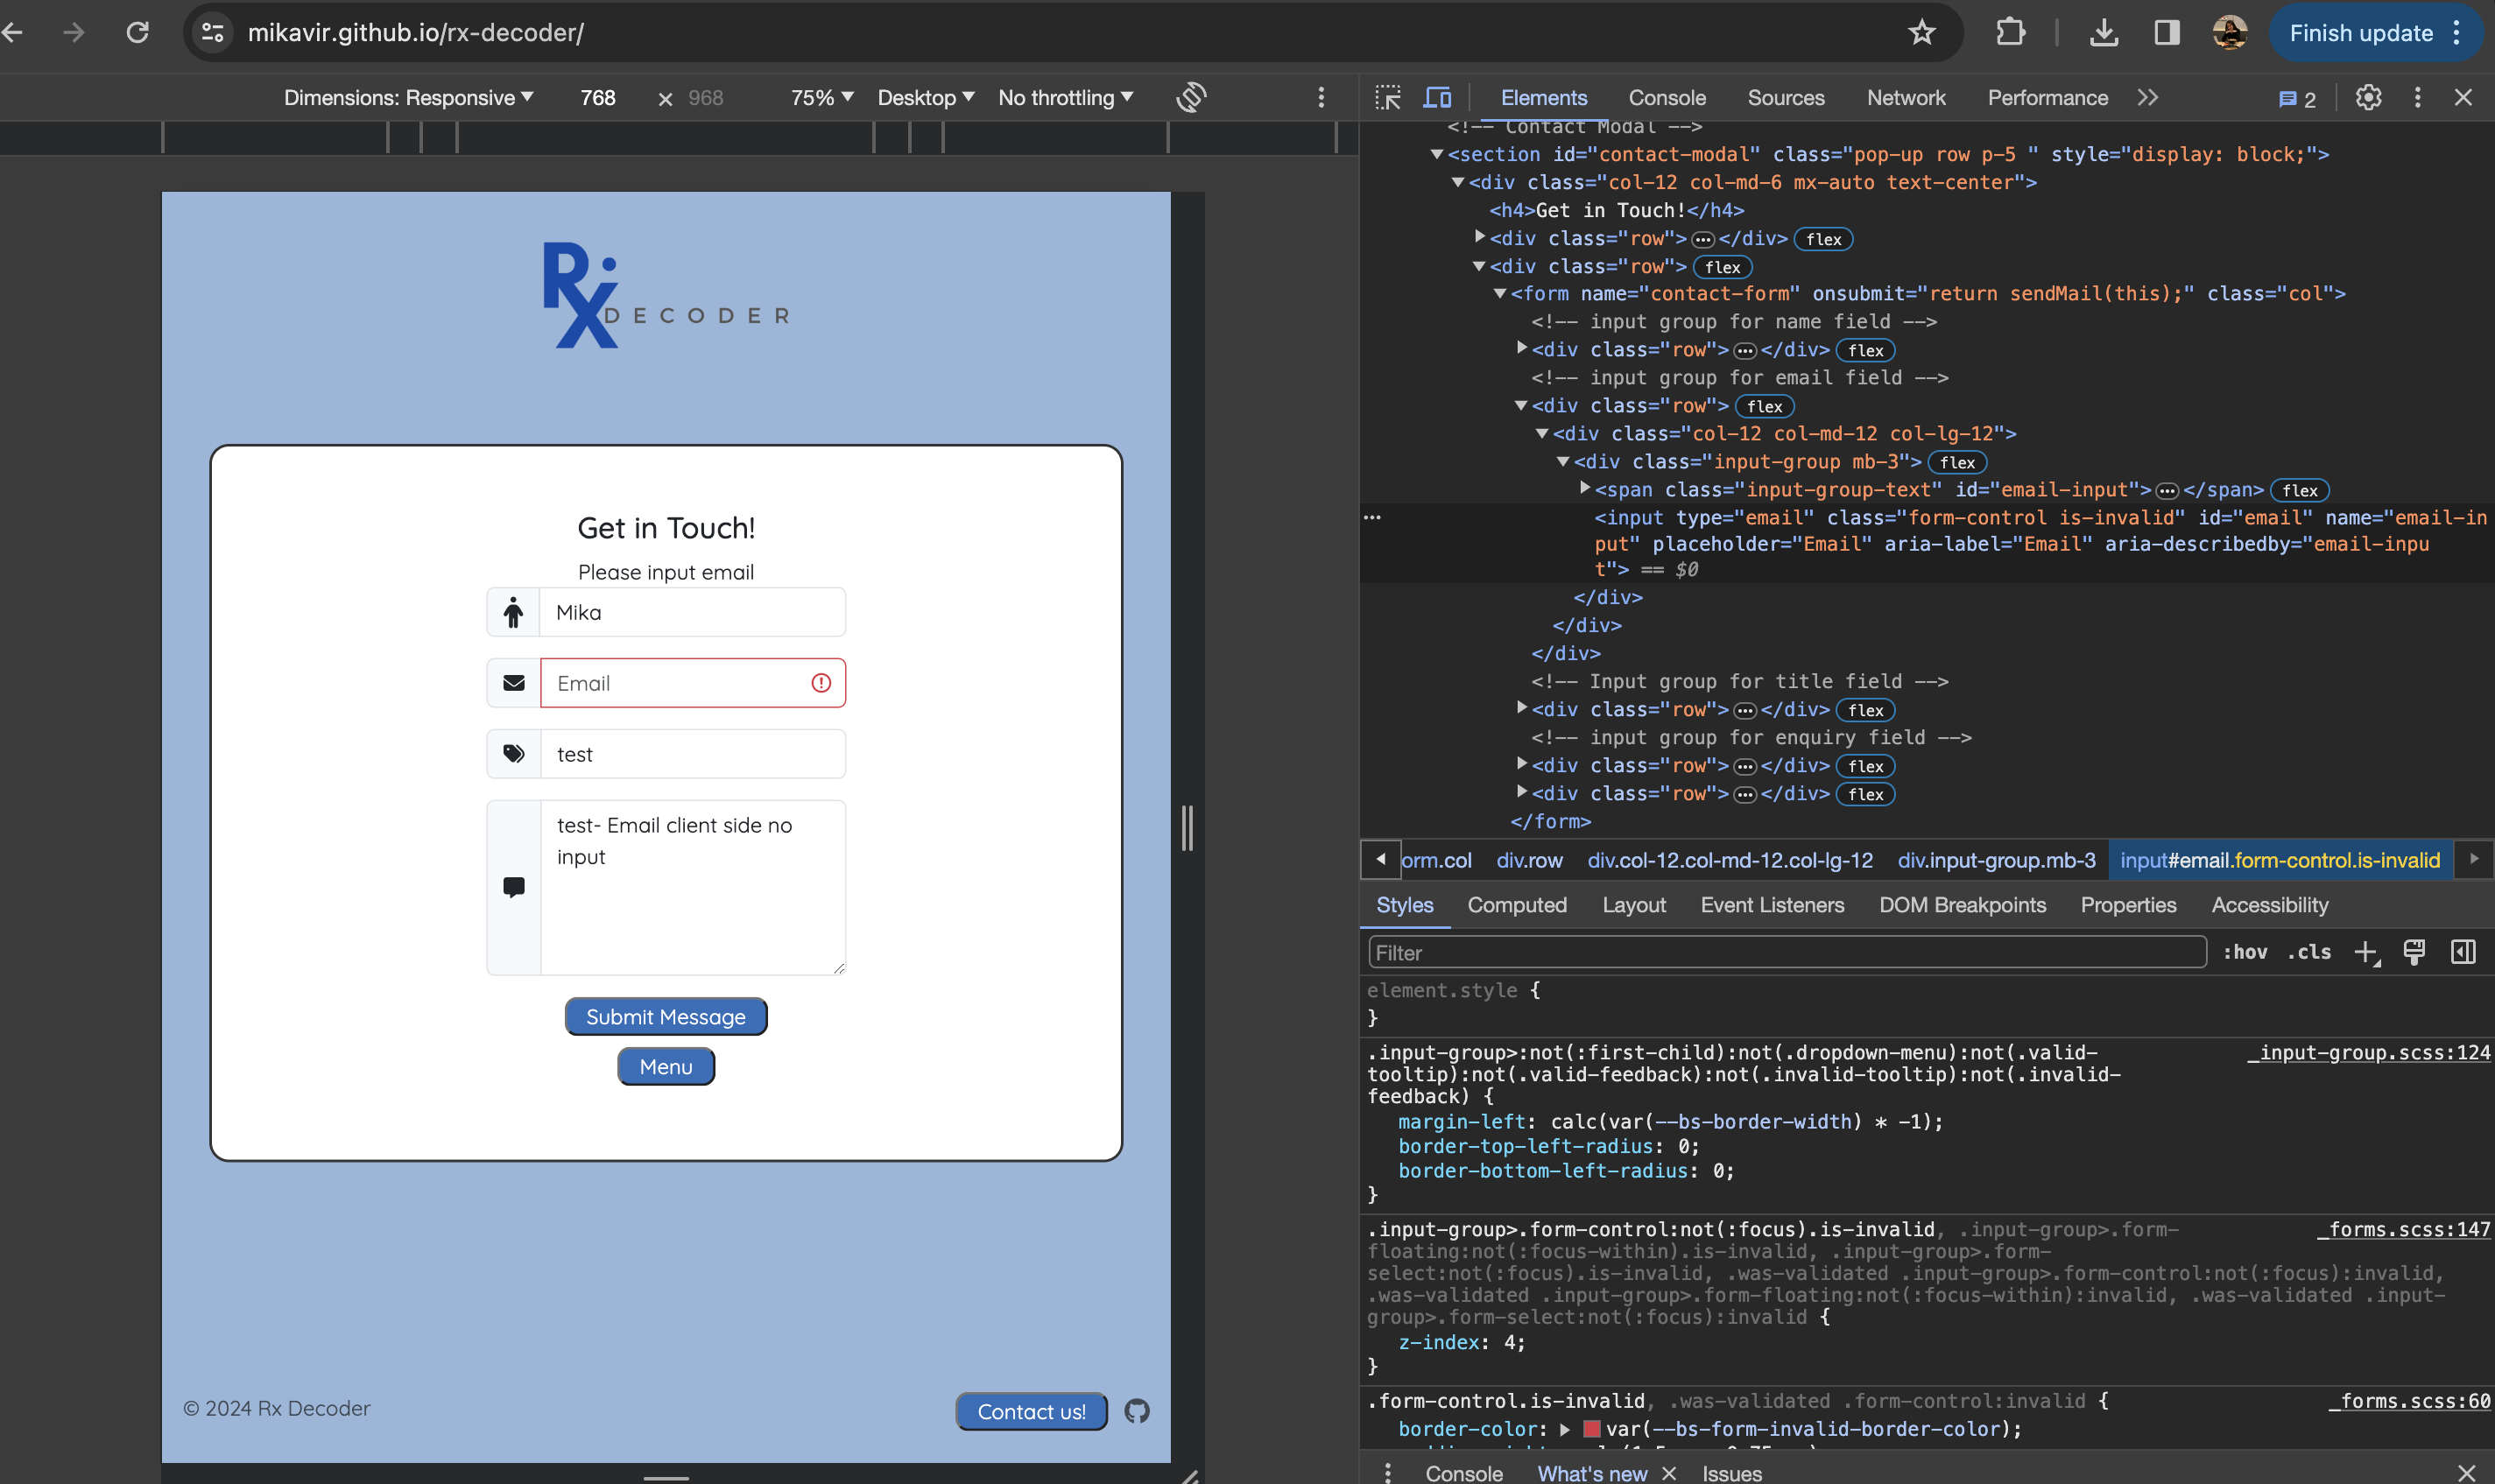 mikavir.github.io/rx-decoder/
Finish update
Dimensions: Responsive
768 × 968
75%
Desktop
No throttling
Rx DECODER
Get in Touch!
Please input email
Mika
Email
test
test- Email client side no
input
Submit Message
Menu
© 2024 Rx Decoder
Contact us!
Elements Console Sources Network Performance 2
<!-- Contact Modal -->
<section id="contact-modal" class="pop-up row p-5 " style="display: block;">
<div class="col-12 col-md-6 mx-auto text-center">
<h4>Get in Touch!</h4>
<div class="row">…</div> flex
<div class="row"> flex
<form name="contact-form" onsubmit="return sendMail(this);" class="col">
<!-- input group for name field -->
<div class="row">…</div> flex
<!-- input group for email field -->
<div class="row"> flex
<div class="col-12 col-md-12 col-lg-12">
<div class="input-group mb-3"> flex
<span class="input-group-text" id="email-input">…</span> flex
<input type="email" class="form-control is-invalid" id="email" name="email-in
put" placeholder="Email" aria-label="Email" aria-describedby="email-inpu
t"> == $0
</div>
</div>
</div>
<!-- Input group for title field -->
<div class="row">…</div> flex
<!-- input group for enquiry field -->
<div class="row">…</div> flex
<div class="row">…</div> flex
</form>
orm.col div.row div.col-12.col-md-12.col-lg-12 div.input-group.mb-3 input#email.form-control.is-invalid
Styles Computed Layout Event Listeners DOM Breakpoints Properties Accessibility
Filter :hov .cls
element.style {
}
.input-group>:not(:first-child):not(.dropdown-menu):not(.valid- _input-group.scss:124
tooltip):not(.valid-feedback):not(.invalid-tooltip):not(.invalid-
feedback) {
margin-left: calc(var(--bs-border-width) * -1);
border-top-left-radius: 0;
border-bottom-left-radius: 0;
}
.input-group>.form-control:not(:focus).is-invalid, .input-group>.form- _forms.scss:147
floating:not(:focus-within).is-invalid, .input-group>.form-
select:not(:focus).is-invalid, .was-validated .input-group>.form-control:not(:focus):invalid,
.was-validated .input-group>.form-floating:not(:focus-within):invalid, .was-validated .input-
group>.form-select:not(:focus):invalid {
z-index: 4;
}
.form-control.is-invalid, .was-validated .form-control:invalid { _forms.scss:60
border-color: var(--bs-form-invalid-border-color);
Console What's new Issues